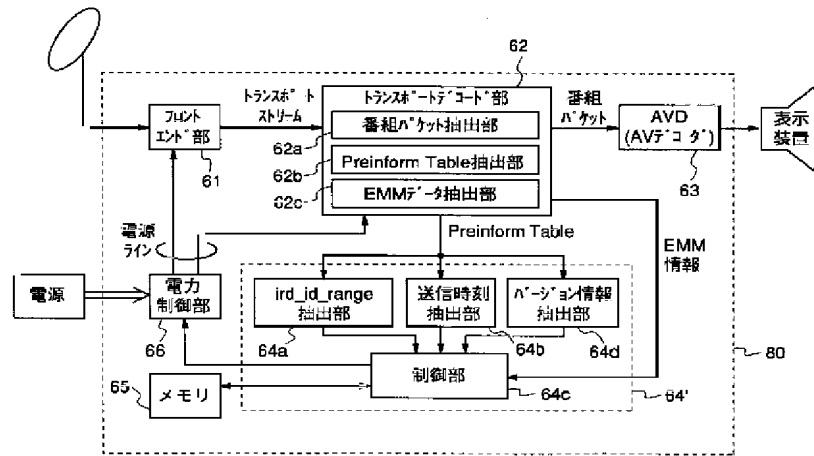 62
トランスポート
ストリーム
トランスポートデコード部
番組
パケット
フロント
エンド部
61
番組パケット抽出部
62a
Preinform Table抽出部
62b
EMMデータ抽出部
62c
AVD
(AVデコーダ)
63
表示
装置
電源
ライン
Preinform Table
EMM
情報
電源
電力
制御部
66
ird_id_range
抽出部
64a
送信時刻
抽出部
64b
バージョン情報
抽出部
64d
80
制御部
64c
64'
65
メモリ